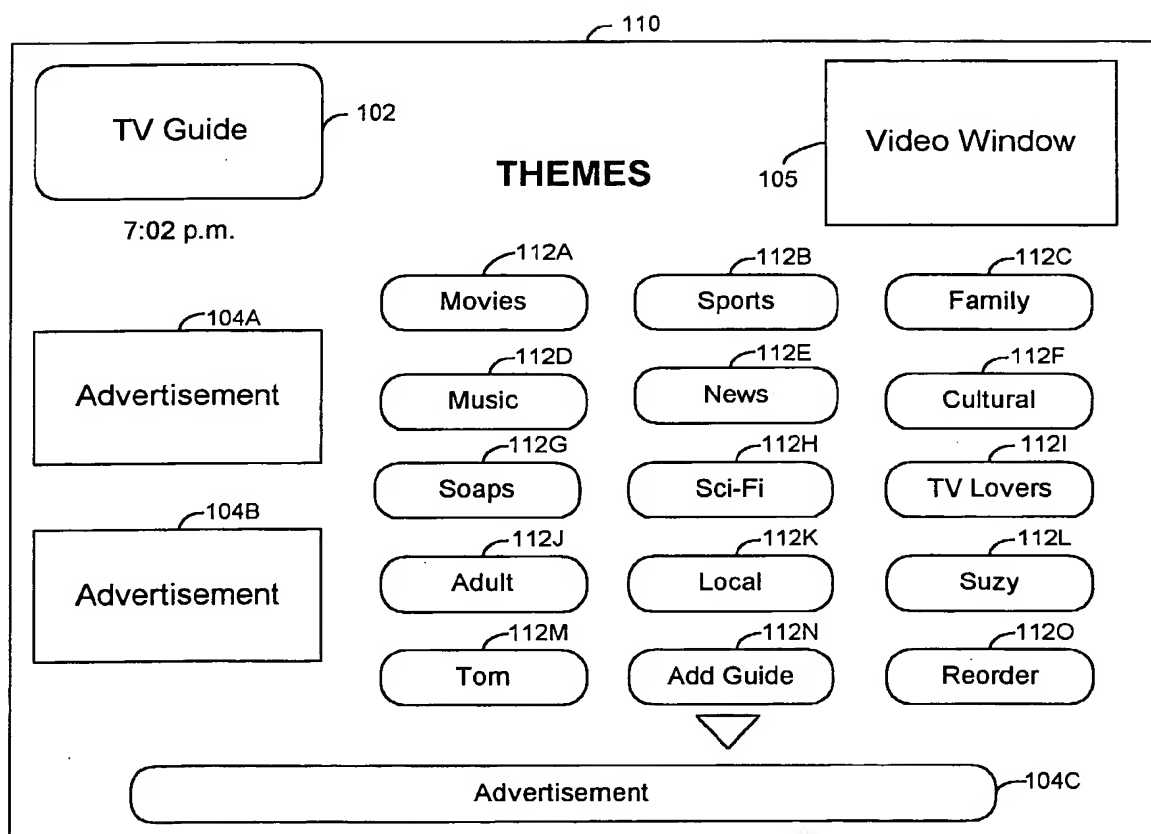 110
TV Guide
102
Video Window
105
THEMES
7:02 p.m.
112A
112B
112C
Movies
Sports
Family
104A
Advertisement
112D
112E
112F
Music
News
Cultural
112G
112H
112I
Soaps
Sci-Fi
TV Lovers
104B
Advertisement
112J
112K
112L
Adult
Local
Suzy
112M
112N
112O
Tom
Add Guide
Reorder
Advertisement
104C